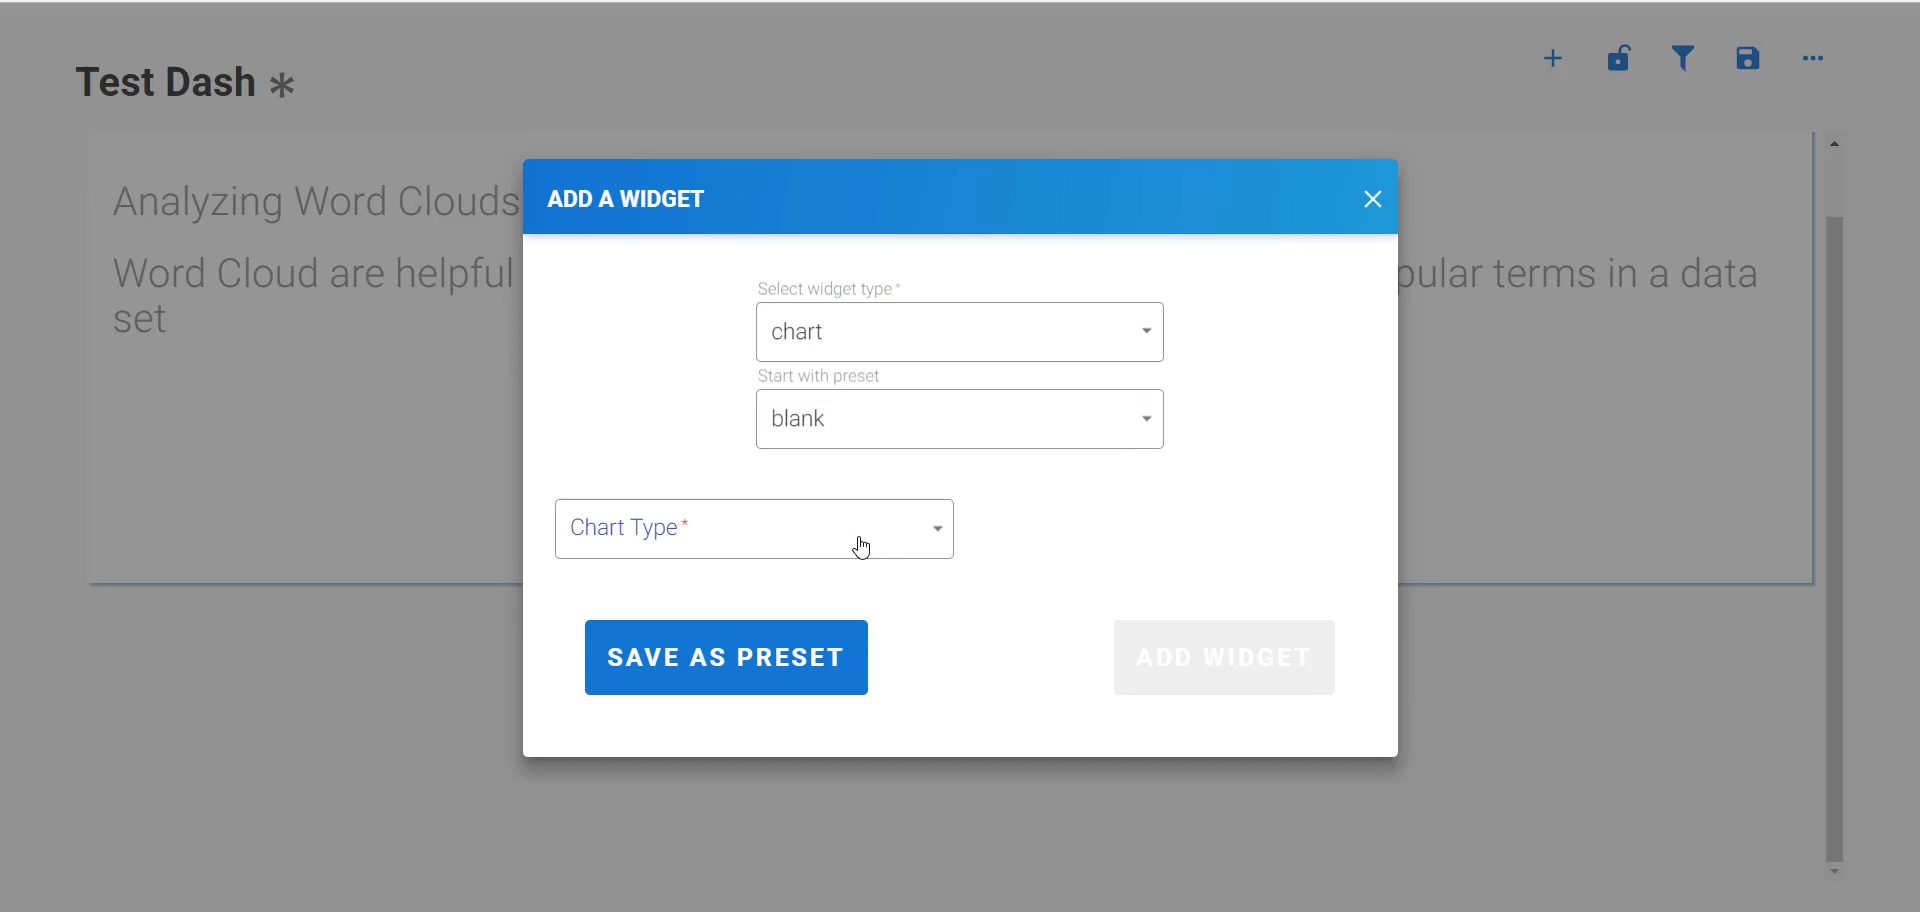 Test Dash *
Analyzing Word Clouds
Word Cloud are helpful
pular terms in a data
set
ADD A WIDGET
Select widget type *
chart
Start with preset
blank
Chart Type *
SAVE AS PRESET
ADD WIDGET